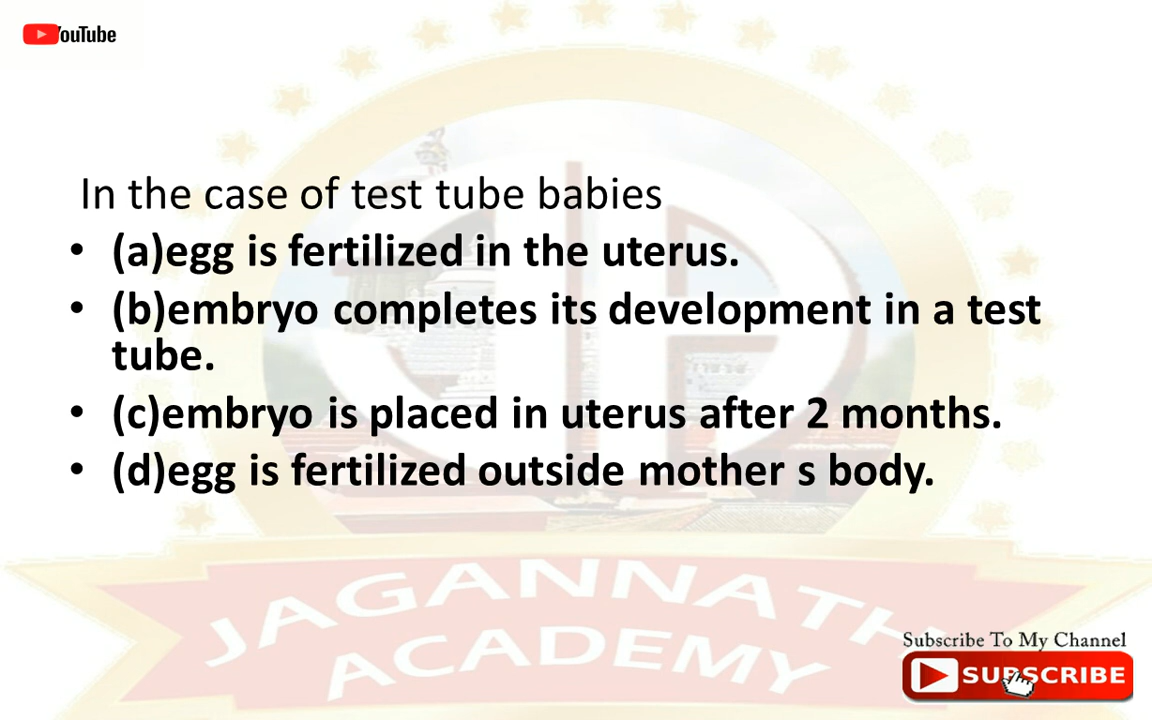 YouTube
In the case of test tube babies
• (a)egg is fertilized in the uterus.
• (b)embryo completes its development in a test
tube.
• (c)embryo is placed in uterus after 2 months.
• (d)egg is fertilized outside mother s body.
JAGANNATH
ACADEMY
Subscribe To My Channel
SUBSCRIBE